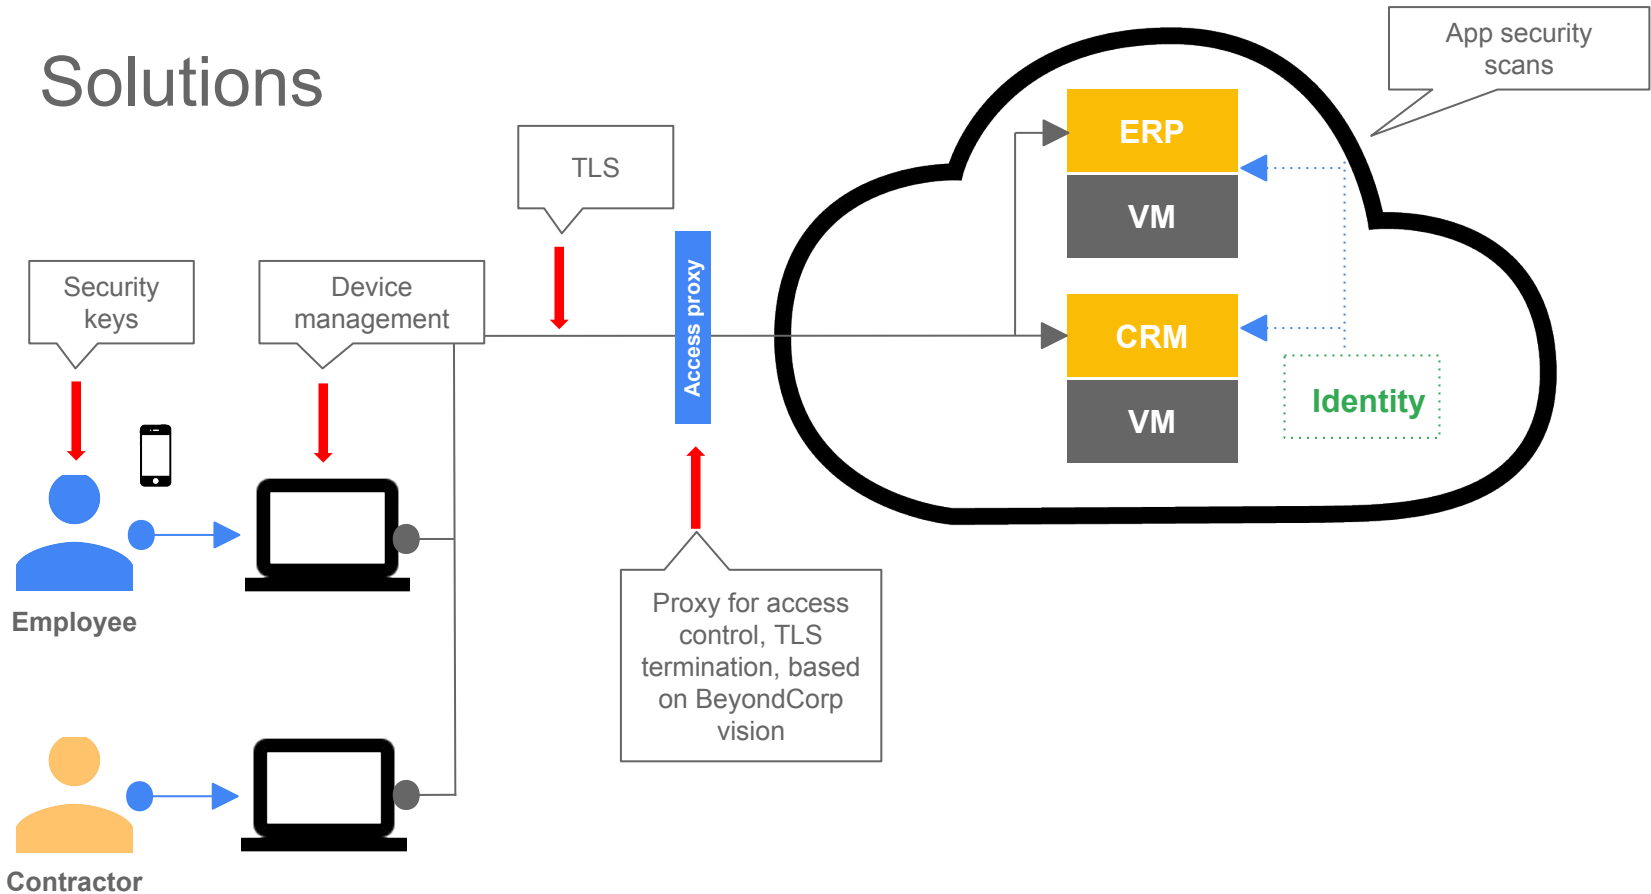 Solutions
App security
scans
TLS
ERP
VM
Security
keys
Device
management
Access proxy
CRM
VM
Identity
Employee
Proxy for access
control, TLS
termination, based
on BeyondCorp
vision
Contractor